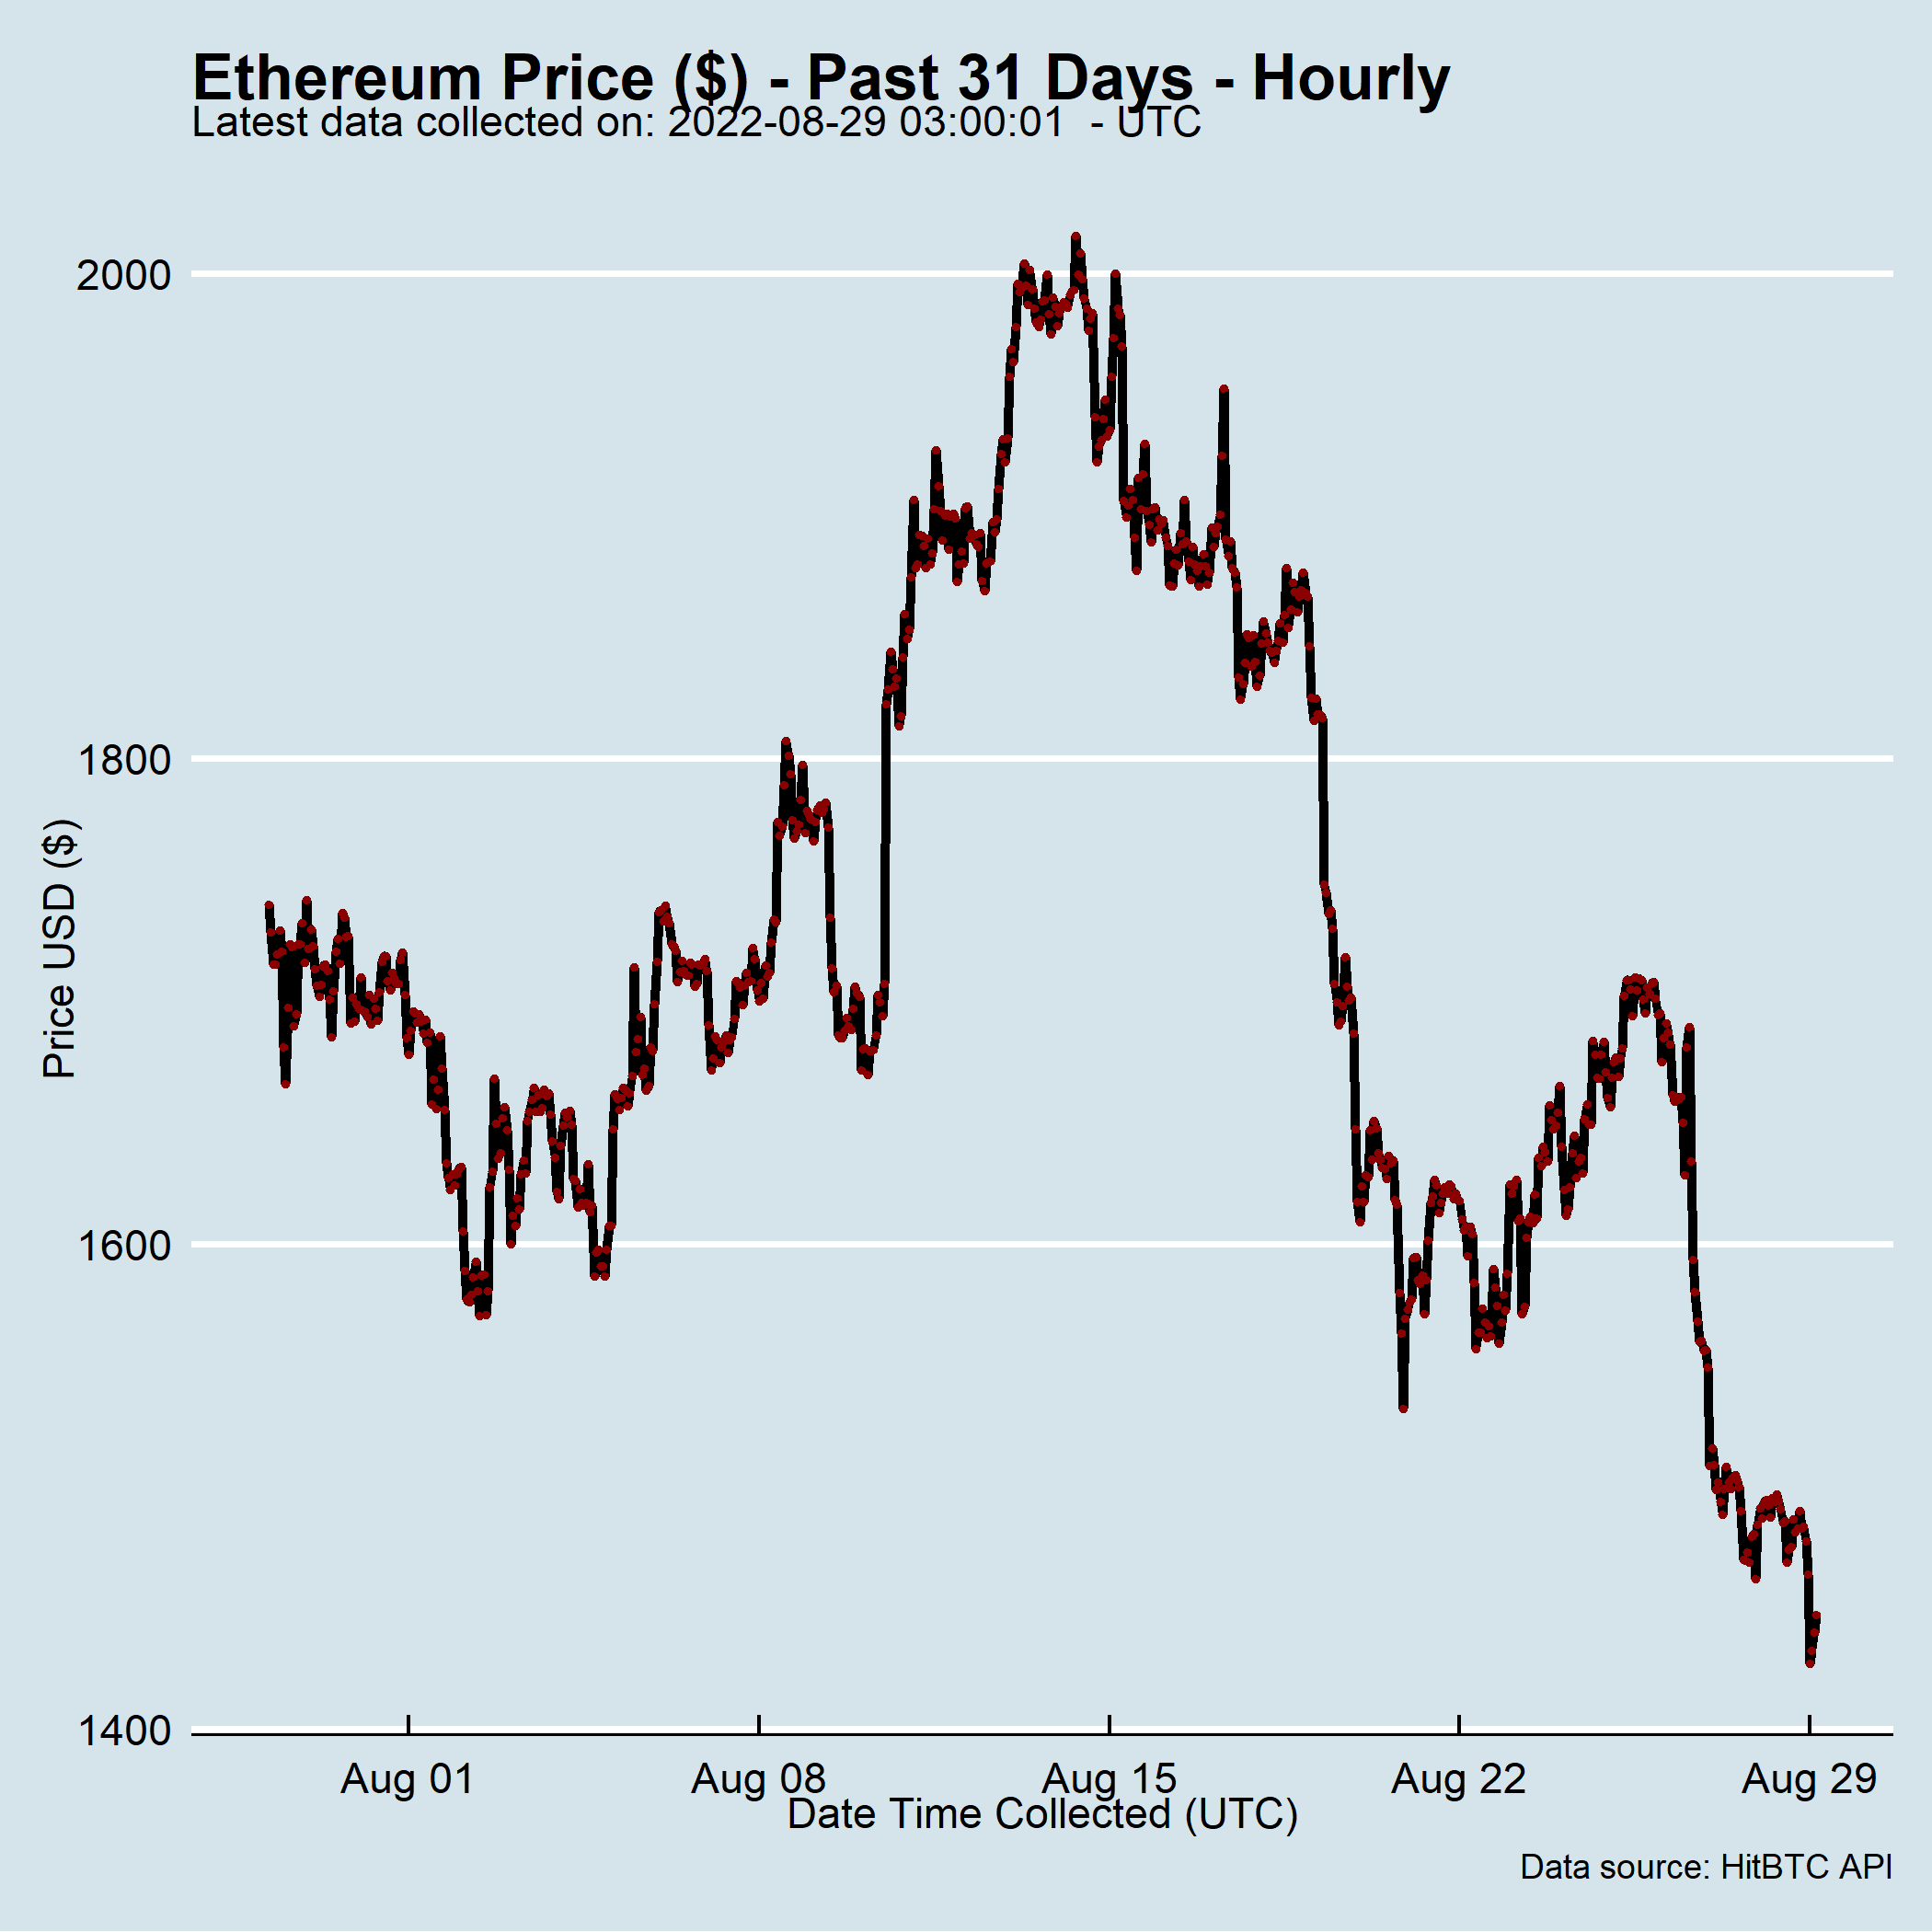 Ethereum Price ($) - Past 31 Days - Hourly
Latest data collected on: 2022-08-29 03:00:01  - UTC
Price USD ($)
2000
1800
1600
1400
Aug 01 Aug 08 Aug 15 Aug 22 Aug 29
Date Time Collected (UTC)
Data source: HitBTC API